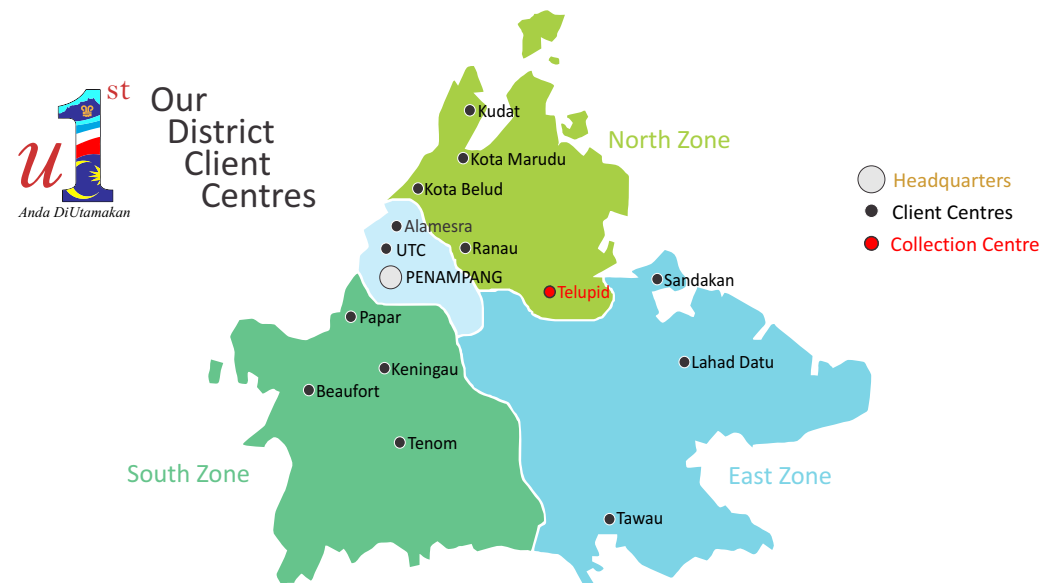 u1st
Anda DiUtamakan
Our
District
Client
Centres
Kudat
North Zone
Kota Marudu
Kota Belud
Headquarters
Client Centres
Collection Centre
Alamesra
UTC
Ranau
PENAMPANG
Telupid
Sandakan
Papar
Keningau
Lahad Datu
Beaufort
Tenom
South Zone
East Zone
Tawau